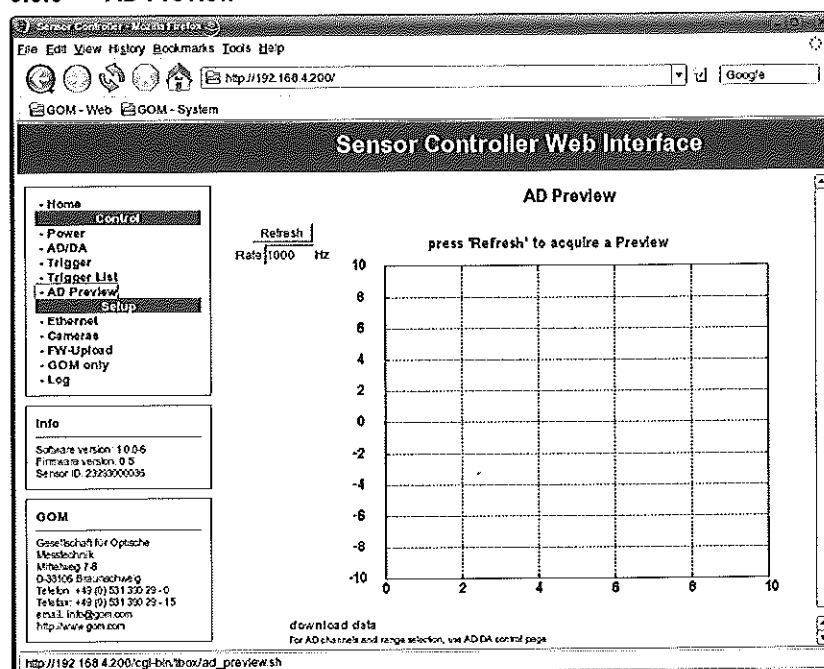 AD Preview
Sensor Controller - Mozilla Firefox
File Edit View History Bookmarks Tools Help
http://192.168.4.200/
Google
GOM - Web GOM - System
Sensor Controller Web Interface
- Home
Control
- Power
- AD/DA
- Trigger
- Trigger List
- AD Preview
Setup
- Ethernet
- Cameras
- FW-Upload
- GOM only
- Log
Info
Software version: 1.0.0-6
Firmware version: 0.5
Sensor ID:
GOM
Gesellschaft für Optische
Messtechnik
Mittelweg 7-8
D-38106 Braunschweig
Telefon: +49 (0) 531 390 29 - 0
Telefax: +49 (0) 531 390 29 - 15
email: info@gom.com
http://www.gom.com
AD Preview
Refresh
Rate 1000 Hz
press 'Refresh' to acquire a Preview
10
8
6
4
2
0
-2
-4
-6
-8
-10
0 2 4 6 8 10
download data
For AD channels and range selection, use AD DA control page
http://192.168.4.200/cgi-bin/tbox/ad_preview.sh